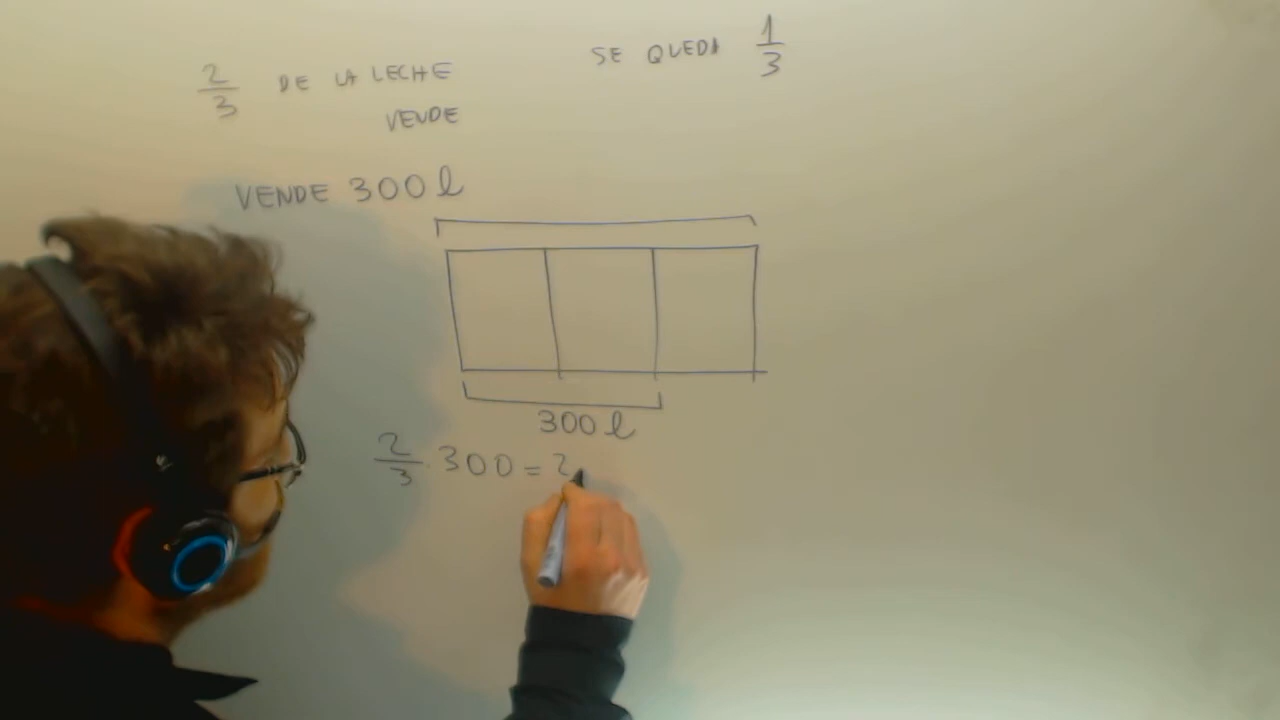 2/3 DE LA LECHE
VENDE
SE QUEDA 1/3
VENDE 300 l
300 l
2/3 · 300 = 2